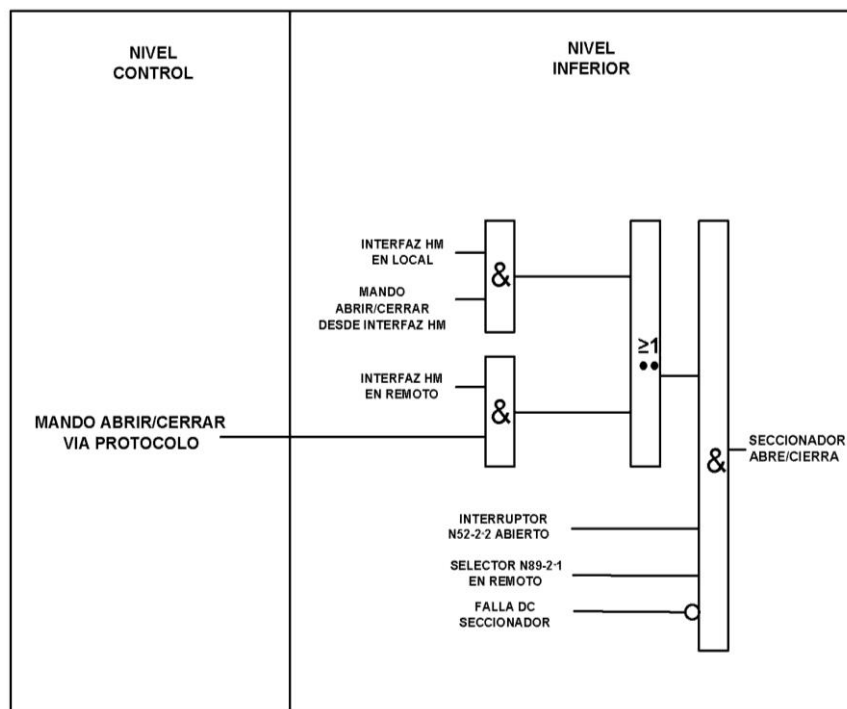 NIVEL
CONTROL
NIVEL
INFERIOR
INTERFAZ HM
EN LOCAL
&
MANDO
ABRIR/CERRAR
DESDE INTERFAZ HM
≥1
INTERFAZ HM
EN REMOTO
&
MANDO ABRIR/CERRAR
VIA PROTOCOLO
&
SECCIONADOR
ABRE/CIERRA
INTERRUPTOR
N52-2-2 ABIERTO
SELECTOR N89-2-1
EN REMOTO
FALLA DC
SECCIONADOR